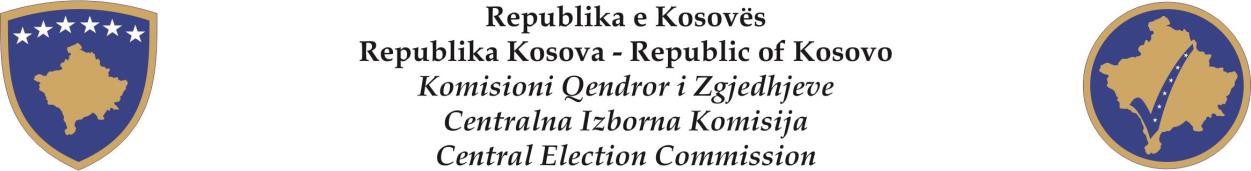 Republika e Kosovës
Republika Kosova - Republic of Kosovo
Komisioni Qendror i Zgjedhjeve
Centralna Izborna Komisija
Central Election Commission